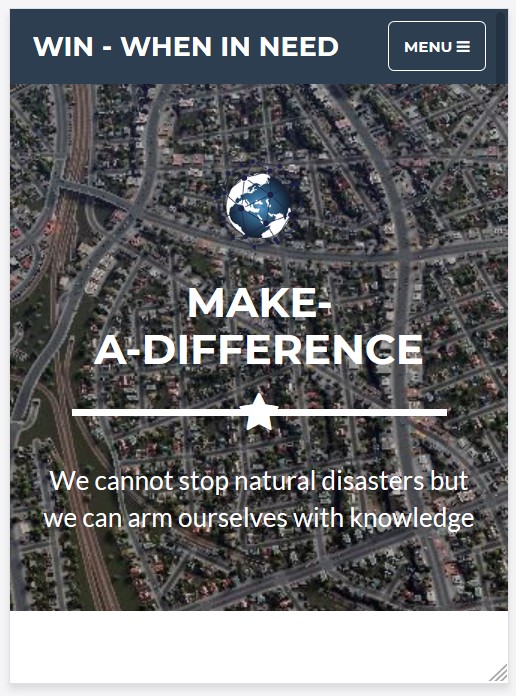 WIN - WHEN IN NEED
MENU
MAKE-
A-DIFFERENCE
We cannot stop natural disasters but
we can arm ourselves with knowledge